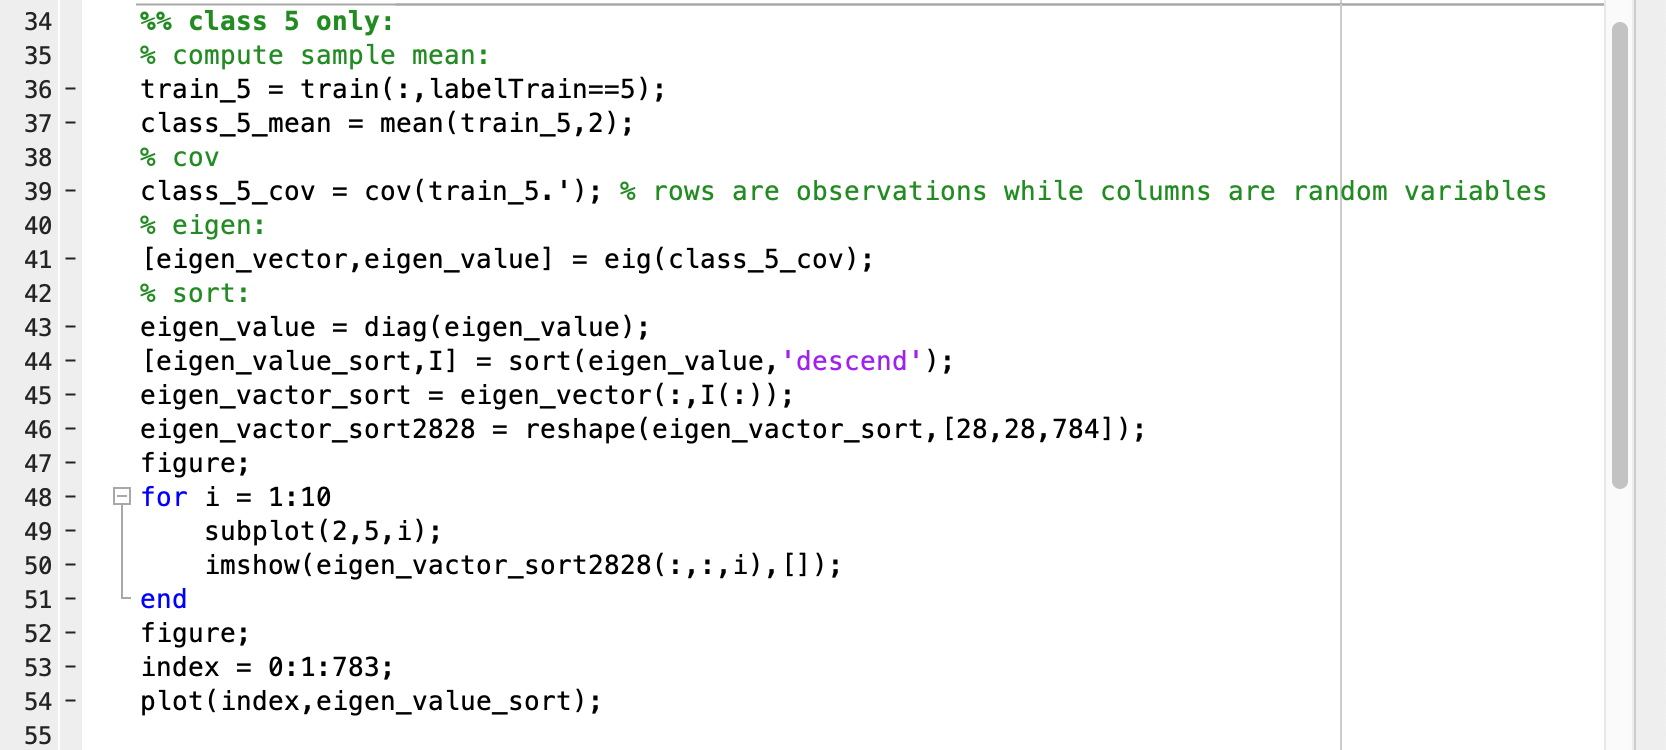 34 %% class 5 only:
35 % compute sample mean:
36 - train_5 = train(:,labelTrain==5);
37 - class_5_mean = mean(train_5,2);
38 % cov
39 - class_5_cov = cov(train_5.'); % rows are observations while columns are random variables
40 % eigen:
41 - [eigen_vector,eigen_value] = eig(class_5_cov);
42 % sort:
43 - eigen_value = diag(eigen_value);
44 - [eigen_value_sort,I] = sort(eigen_value,'descend');
45 - eigen_vactor_sort = eigen_vector(:,I(:));
46 - eigen_vactor_sort2828 = reshape(eigen_vactor_sort,[28,28,784]);
47 - figure;
48 - for i = 1:10
49 - subplot(2,5,i);
50 - imshow(eigen_vactor_sort2828(:,:,i),[]);
51 - end
52 - figure;
53 - index = 0:1:783;
54 - plot(index,eigen_value_sort);
55